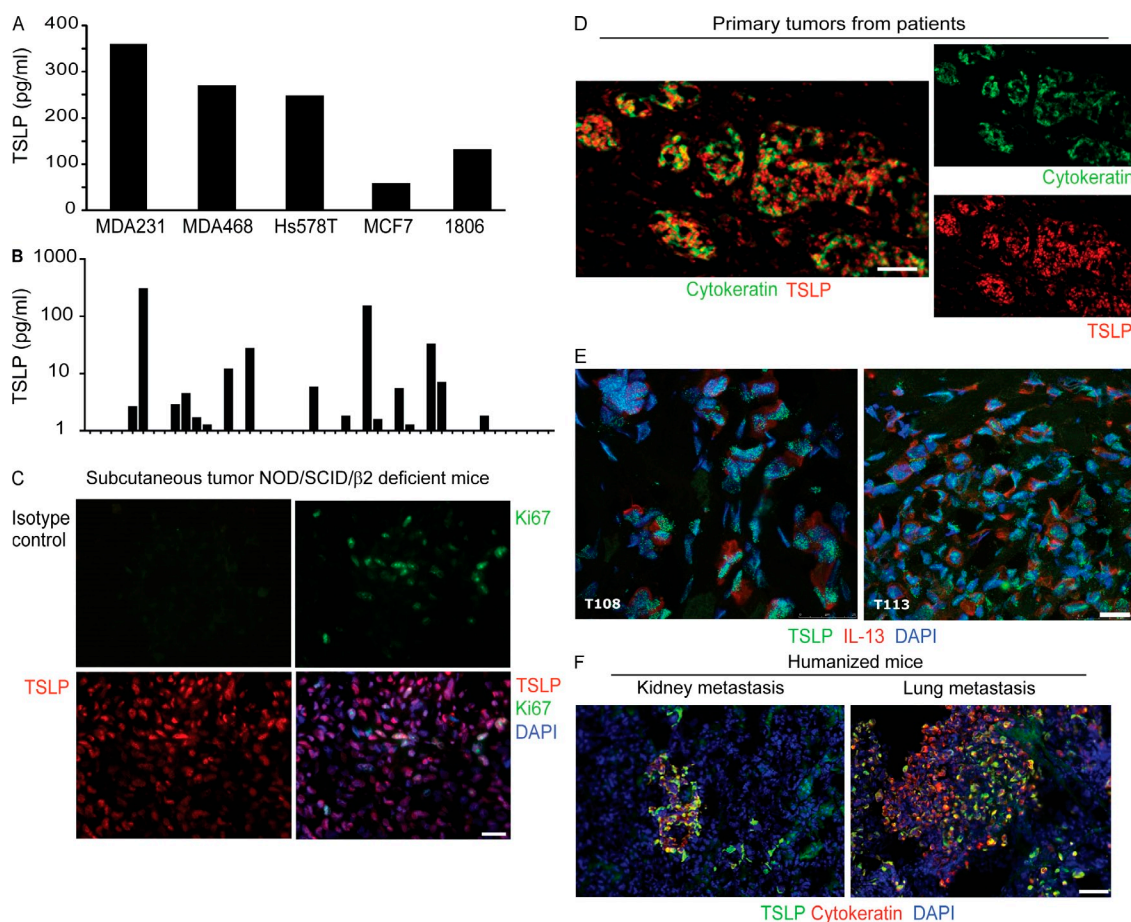 A
TSLP (pg/ml)
400
300
200
100
0
MDA231 MDA468 Hs578T MCF7 1806
B
TSLP (pg/ml)
1000
100
10
1
C
Subcutaneous tumor NOD/SCID/β2 deficient mice
Isotype
control
Ki67
TSLP
TSLP
Ki67
DAPI
D
Primary tumors from patients
Cytokeratin TSLP
Cytokeratin
TSLP
E
T108
T113
TSLP IL-13 DAPI
F
Humanized mice
Kidney metastasis
Lung metastasis
TSLP Cytokeratin DAPI